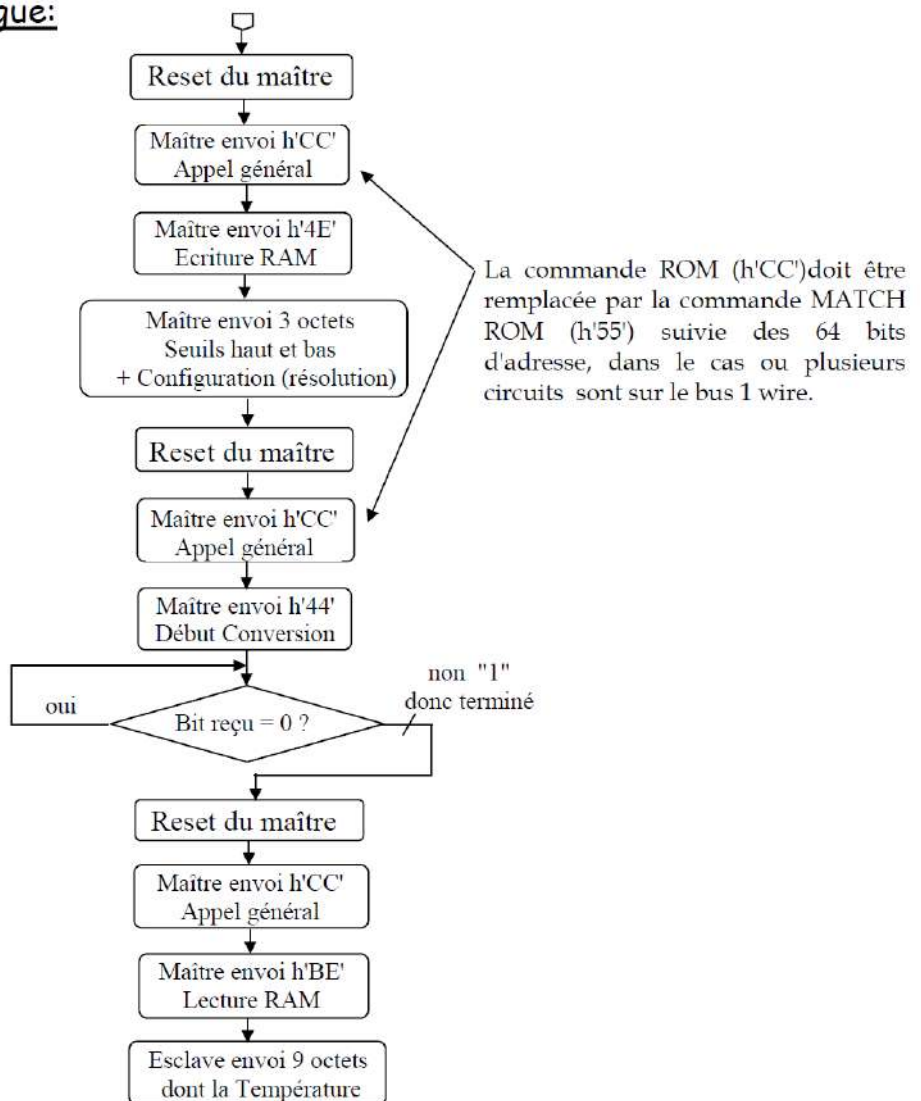 gue:
Reset du maître
Maître envoi h'CC'
Appel général
Maître envoi h'4E'
Ecriture RAM
Maître envoi 3 octets
Seuils haut et bas
+ Configuration (résolution)
La commande ROM (h'CC')doit être
remplacée par la commande MATCH
ROM (h'55') suivie des 64 bits
d'adresse, dans le cas ou plusieurs
circuits sont sur le bus 1 wire.
Reset du maître
Maître envoi h'CC'
Appel général
Maître envoi h'44'
Début Conversion
non "1"
donc terminé
oui
Bit reçu = 0 ?
Reset du maître
Maître envoi h'CC'
Appel général
Maître envoi h'BE'
Lecture RAM
Esclave envoi 9 octets
dont la Température